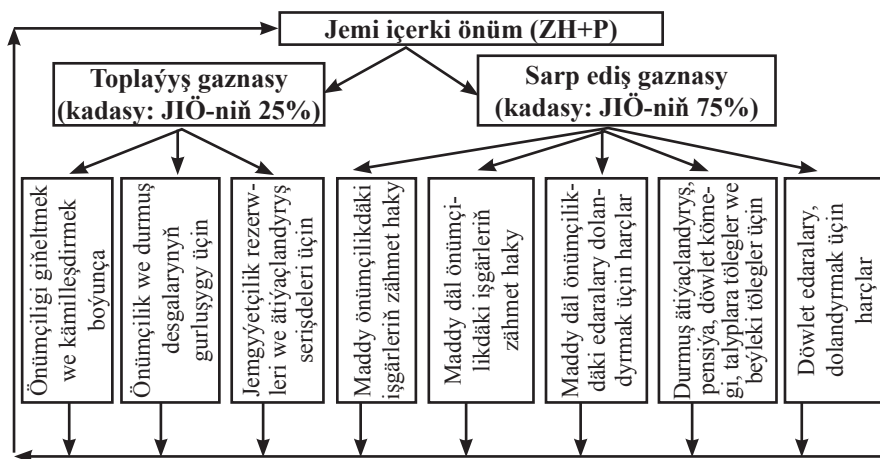 Jemi içerki önüm (ZH+P)
Toplaýyş gaznasy
(kadasy: JIÖ-niň 25%)
Sarp ediş gaznasy
(kadasy: JIÖ-niň 75%)
Önümçiligi giňeltmek
we kämilleşdirmek
boýunça
Önümçilik we durmuş
desgalarynyň
gurluşygy üçin
Jemgyýetçilik rezerw-
leri we ätiýaçlandyryş
serişdeleri üçin
Maddy önümçilikdäki
işgärleriň zähmet haky
Maddy däl önümçi-
likdäki işgärleriň
zähmet haky
Maddy däl önümçilik-
däki edaralary dolan-
dyrmak üçin harçlar
Durmuş ätiýaçlandyryş,
pensiýa, döwlet köme-
gi, talyplara tölegler we
beýleki tölegler üçin
Döwlet edaralary,
dolandyrmak üçin
harçlar